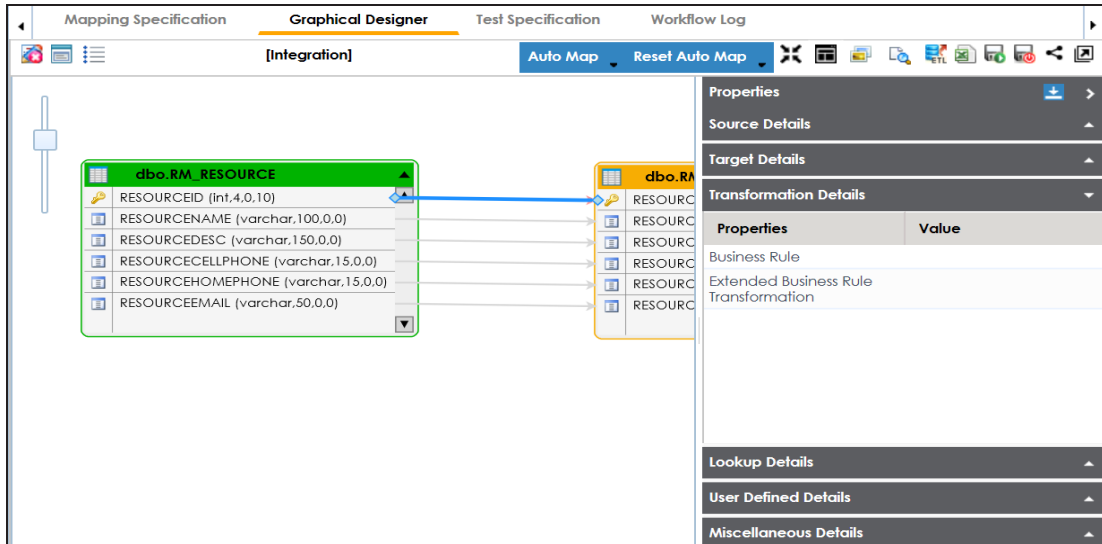 Mapping Specification
Graphical Designer
Test Specification
Workflow Log
[Integration]
Auto Map
Reset Auto Map
ETL
Properties
Source Details
Target Details
Transformation Details
Properties Value
Business Rule
Extended Business Rule
Transformation
Lookup Details
User Defined Details
Miscellaneous Details
dbo.RM_RESOURCE
RESOURCEID (int,4,0,10)
RESOURCENAME (varchar,100,0,0)
RESOURCEDESC (varchar,150,0,0)
RESOURCECELLPHONE (varchar,15,0,0)
RESOURCEHOMEPHONE (varchar,15,0,0)
RESOURCEEMAIL (varchar,50,0,0)
dbo.RM
RESOURC
RESOURC
RESOURC
RESOURC
RESOURC
RESOURC